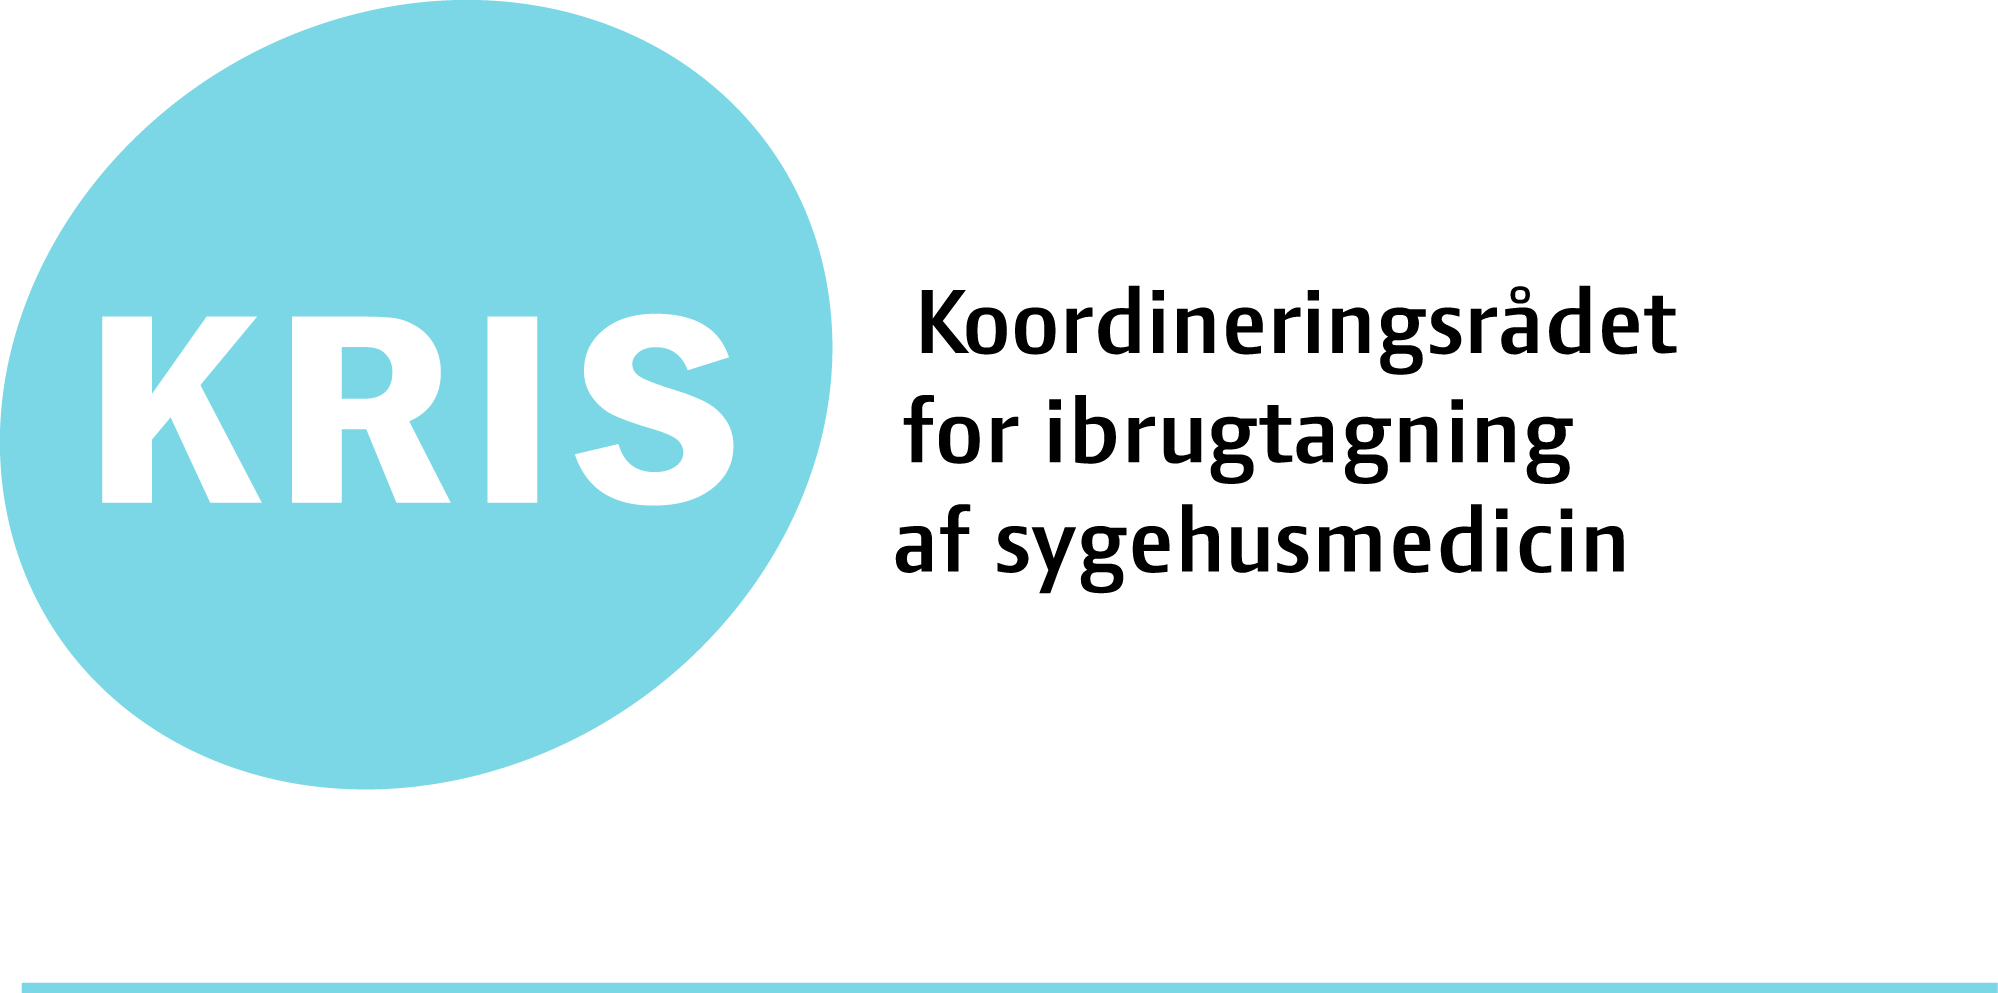 KRIS
Koordineringsrådet
for ibrugtagning
af sygehusmedicin